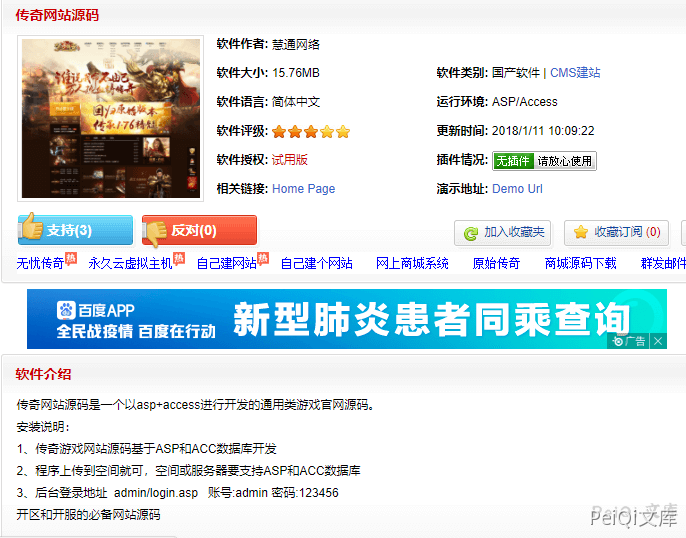 传奇网站源码
软件作者: 慧通网络
软件大小: 15.76MB 软件类别: 国产软件 | CMS建站
软件语言: 简体中文 运行环境: ASP/Access
软件评级: 更新时间: 2018/1/11 10:09:22
软件授权: 试用版 插件情况: 无插件 请放心使用
相关链接: Home Page 演示地址: Demo Url
回归原始版本
支持(3) 反对(0) 加入收藏夹 收藏订阅 (0)
无忧传奇热 永久云虚拟主机热 自己建网站热 自己建个网站 网上商城系统 原始传奇 商城源码下载 群发邮件
百度APP
全民战疫情 百度在行动
新型肺炎患者同乘查询
广告
软件介绍
传奇网站源码是一个以asp+access进行开发的通用类游戏官网源码。
安装说明:
1、传奇游戏网站源码基于ASP和ACC数据库开发
2、程序上传到空间就可，空间或服务器要支持ASP和ACC数据库
3、后台登录地址 admin/login.asp 账号:admin 密码:123456
开区和开服的必备网站源码
PeiQi 文库
PeiQi文库